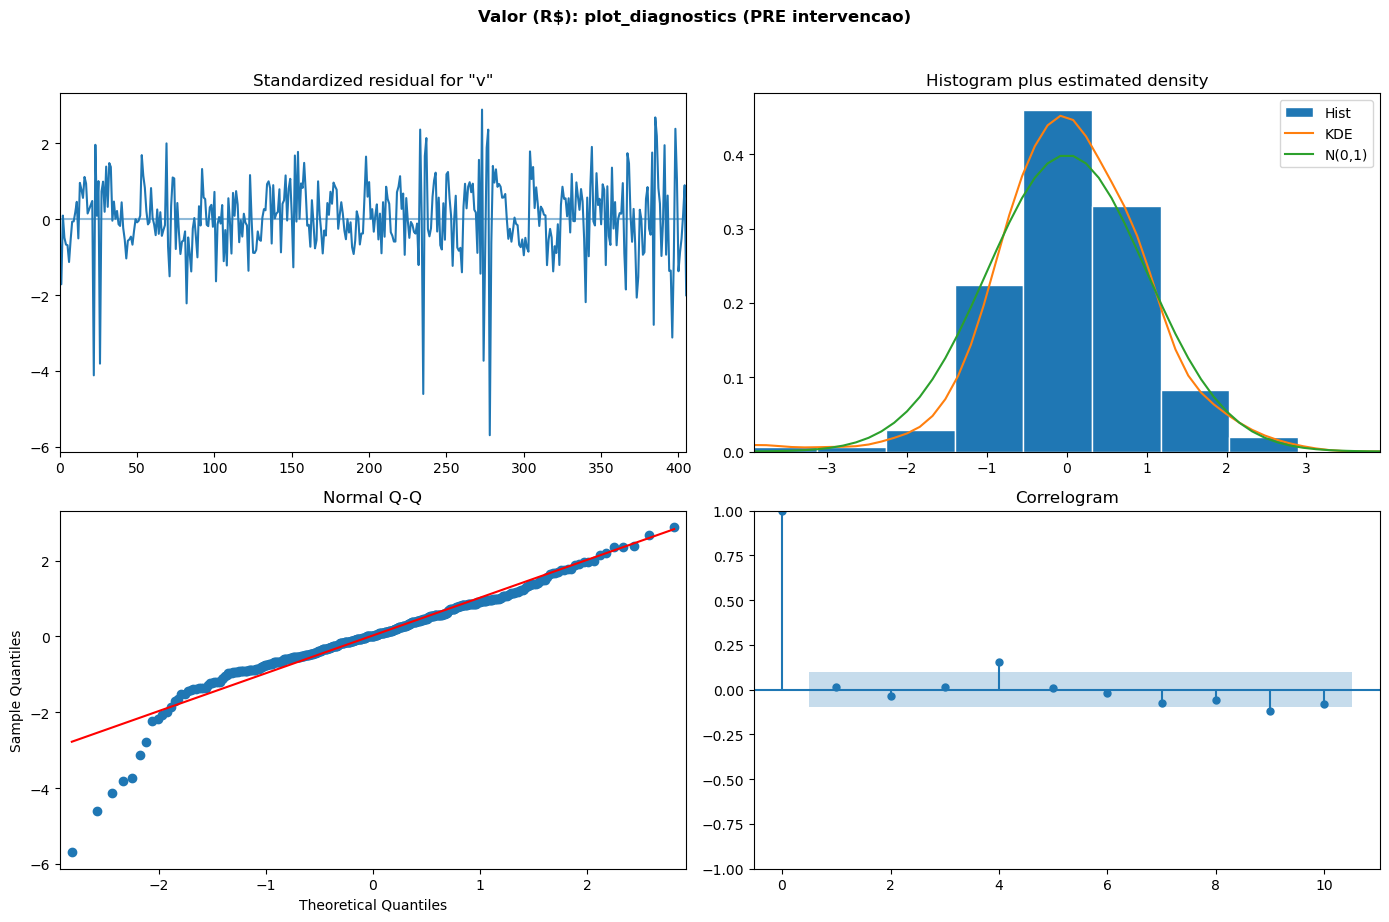 Valor (R$): plot_diagnostics (PRE intervencao)
Standardized residual for "v"
2
0
−2
−4
−6
0 50 100 150 200 250 300 350 400
Histogram plus estimated density
Hist
KDE
N(0,1)
0.4
0.3
0.2
0.1
0.0
−3 −2 −1 0 1 2 3
Normal Q-Q
Sample Quantiles
2
0
−2
−4
−6
−2 −1 0 1 2
Theoretical Quantiles
Correlogram
1.00
0.75
0.50
0.25
0.00
−0.25
−0.50
−0.75
−1.00
0 2 4 6 8 10